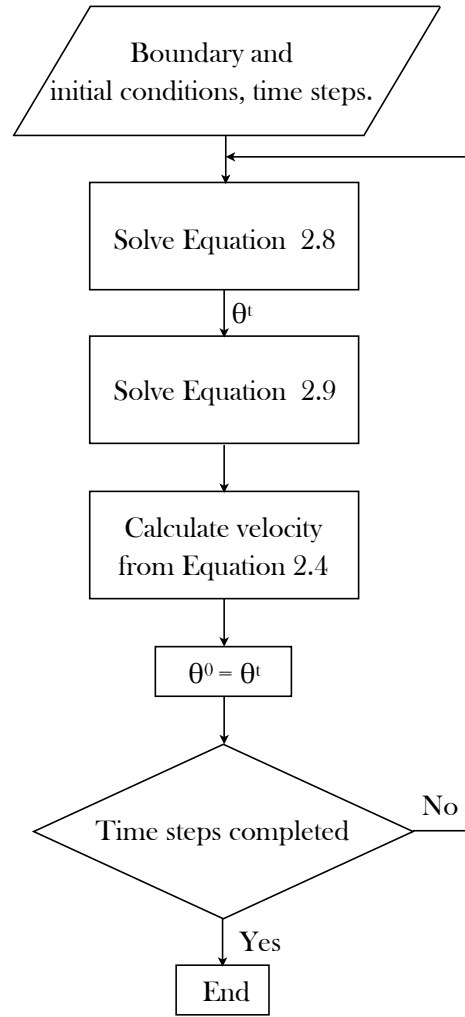 Boundary and
initial conditions, time steps.
Solve Equation 2.8
θᵗ
Solve Equation 2.9
Calculate velocity
from Equation 2.4
θ⁰ = θᵗ
Time steps completed
No
Yes
End